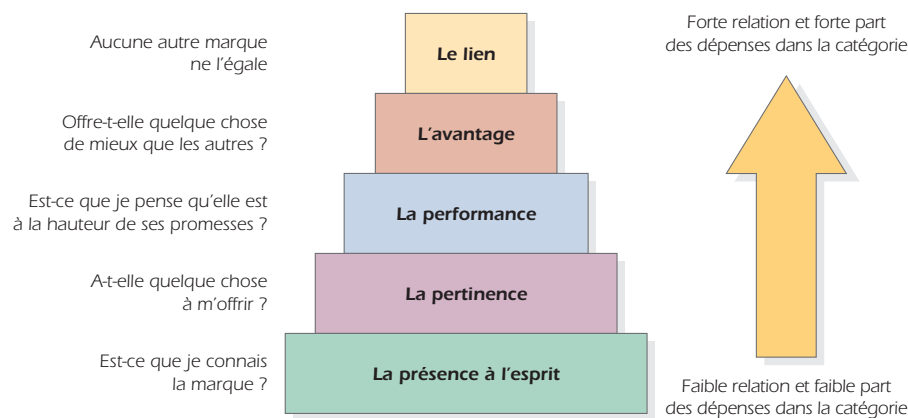 Aucune autre marque
ne l'égale
Le lien
Forte relation et forte part
des dépenses dans la catégorie
Offre-t-elle quelque chose
de mieux que les autres ?
L'avantage
Est-ce que je pense qu'elle est
à la hauteur de ses promesses ?
La performance
A-t-elle quelque chose
à m'offrir ?
La pertinence
Est-ce que je connais
la marque ?
La présence à l'esprit
Faible relation et faible part
des dépenses dans la catégorie